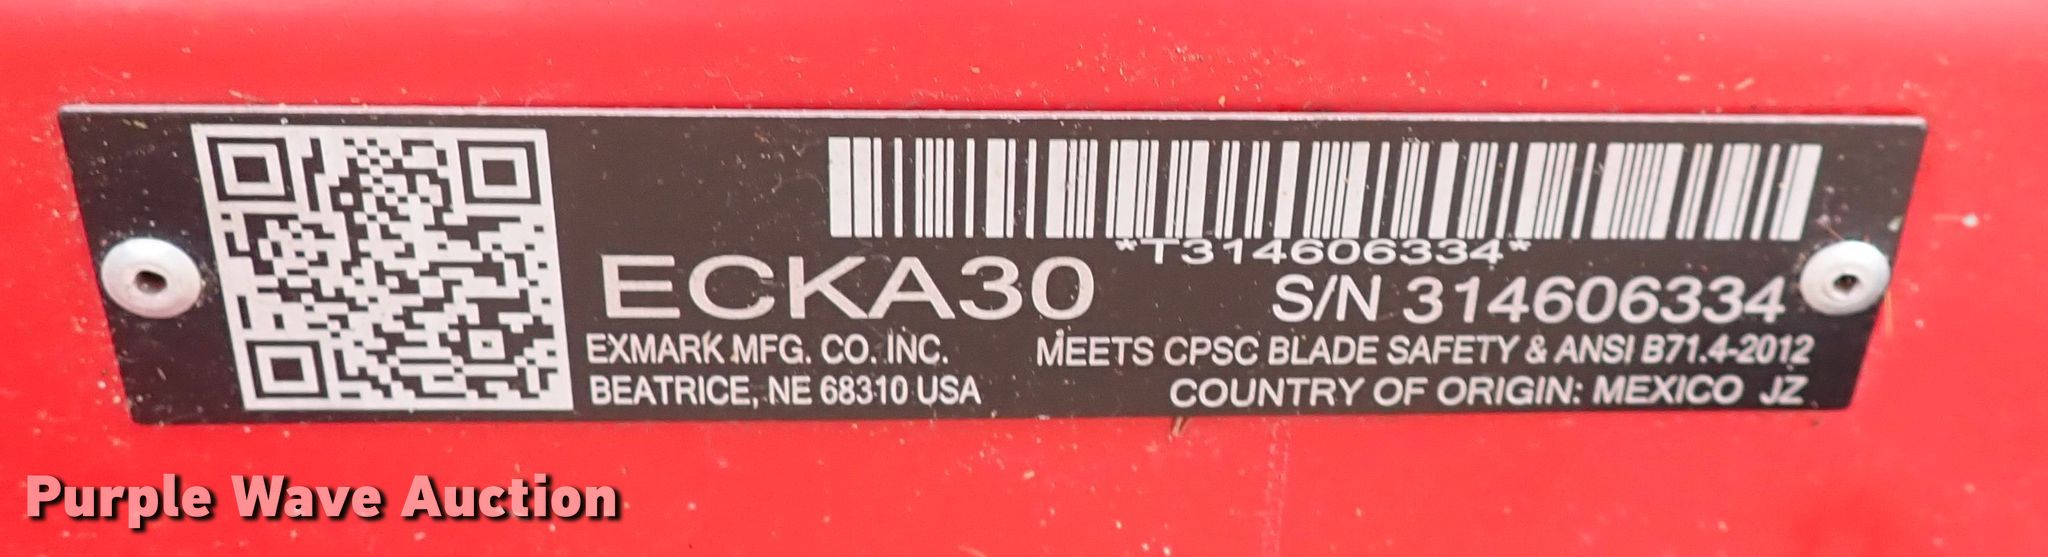 *T314606334*
ECKA30
S/N 314606334
EXMARK MFG. CO. INC.
MEETS CPSC BLADE SAFETY & ANSI B71.4-2012
BEATRICE, NE 68310 USA
COUNTRY OF ORIGIN: MEXICO JZ
Purple Wave Auction